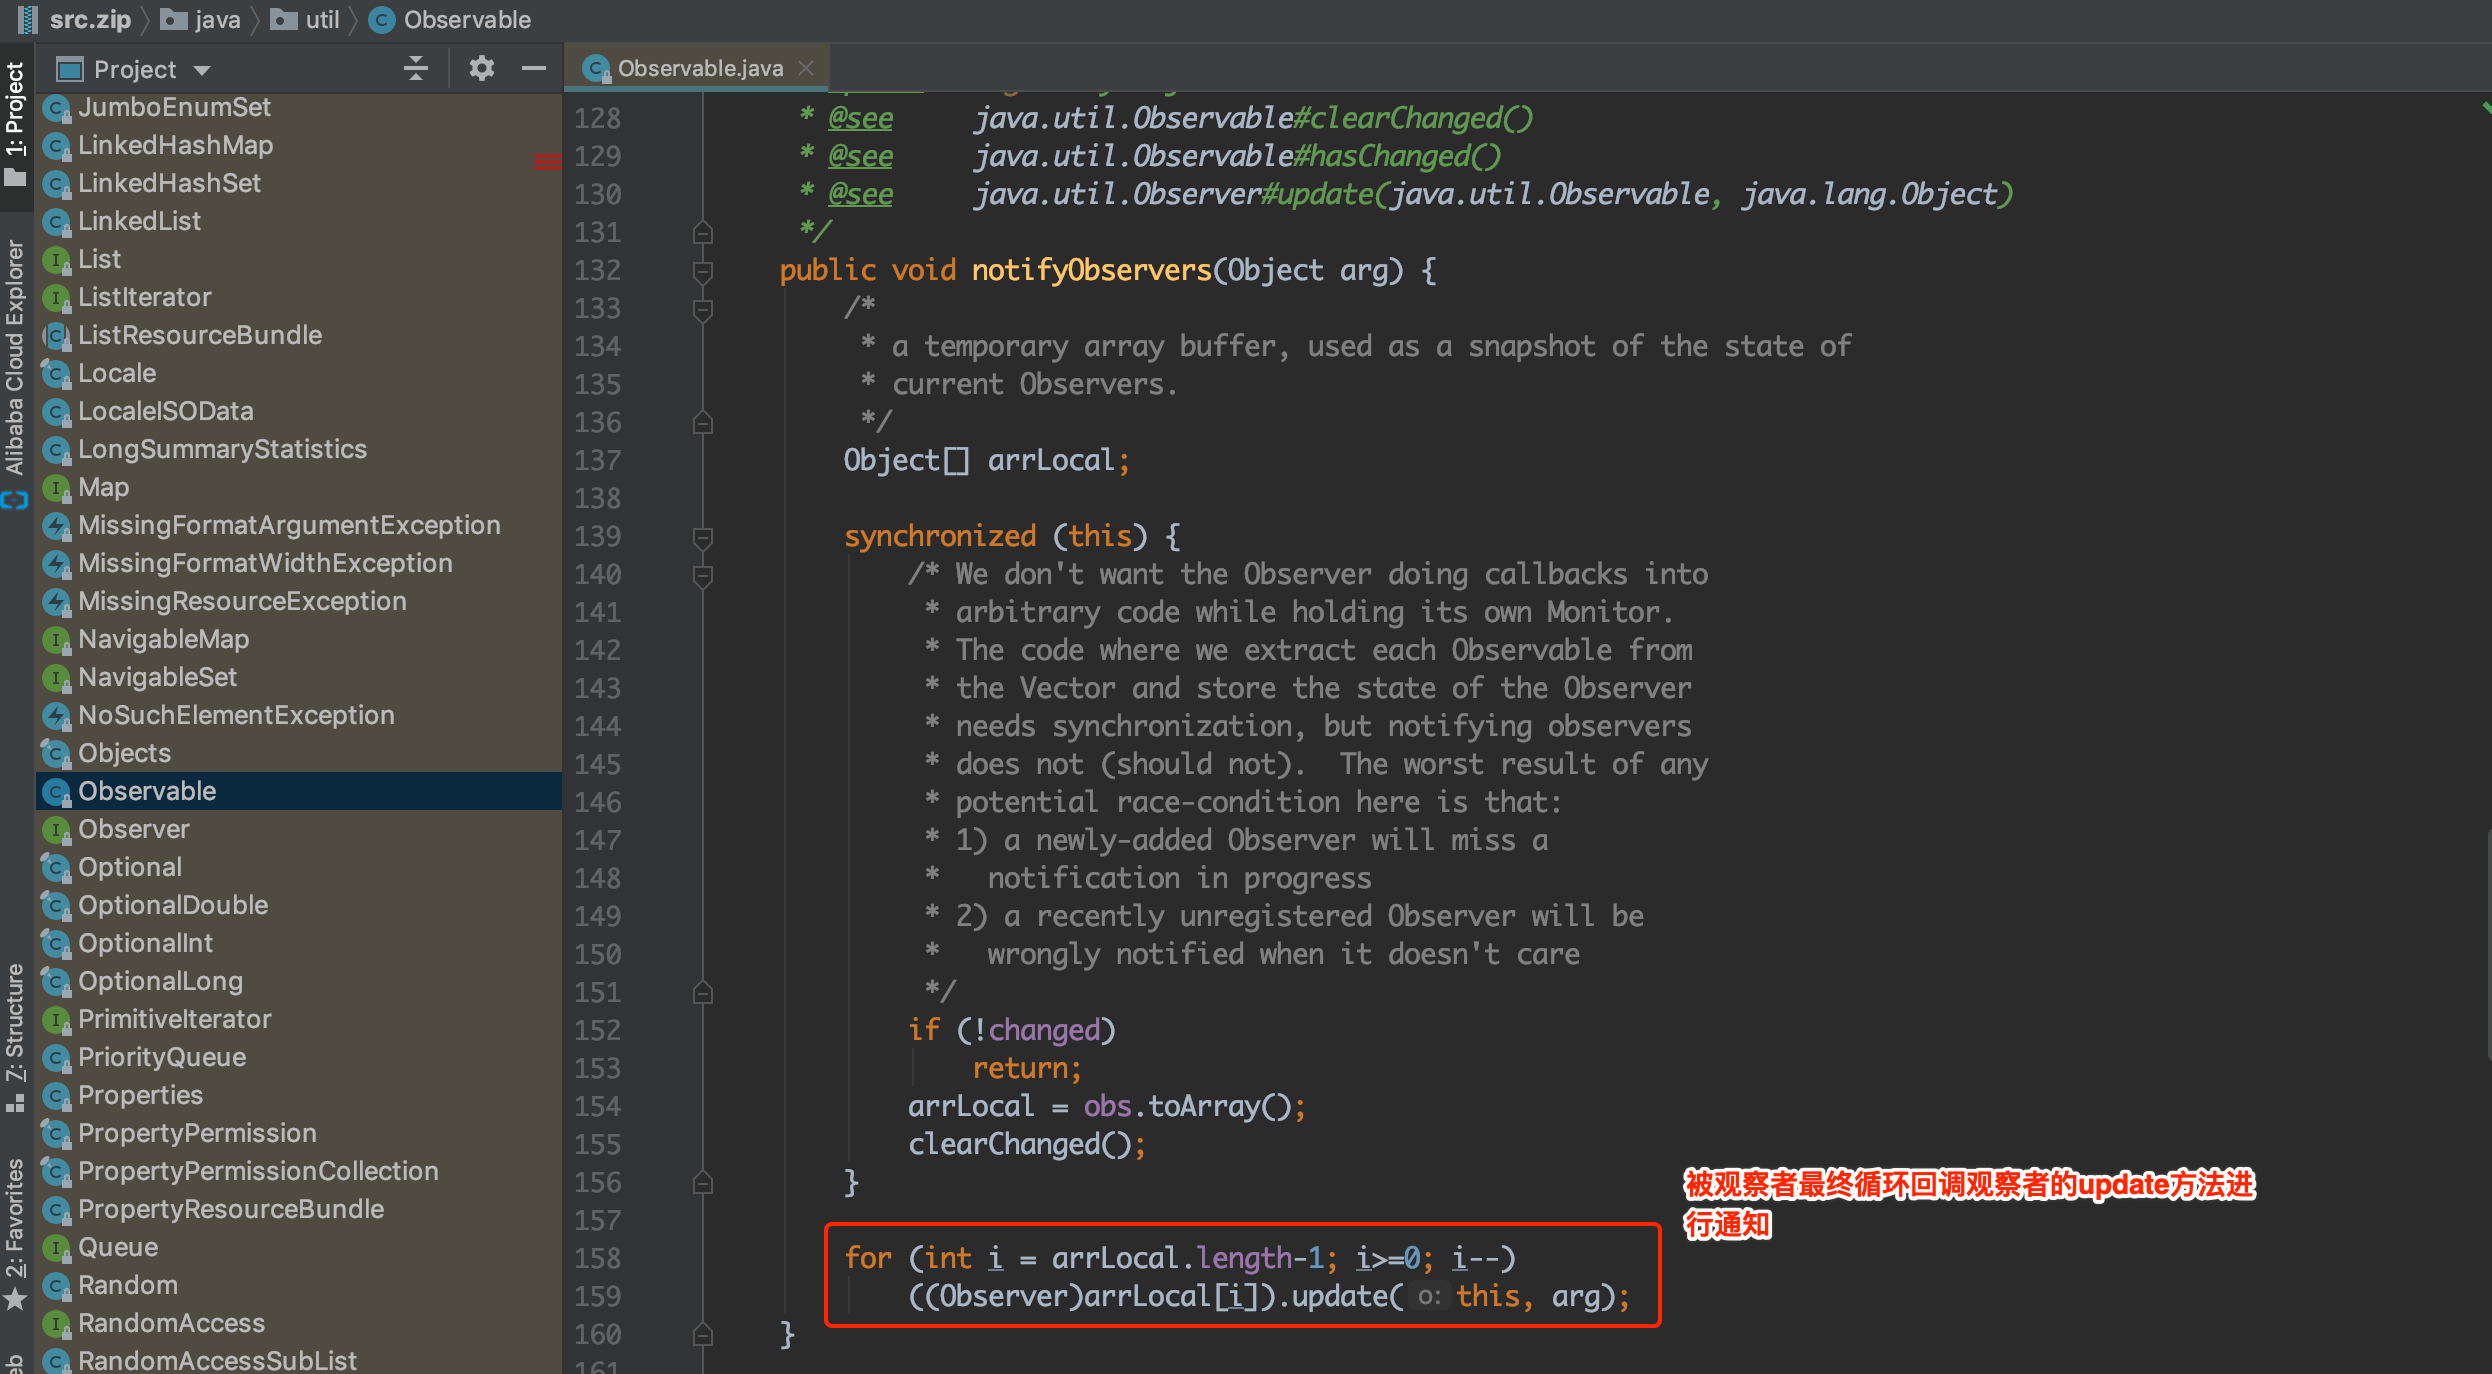 src.zip java util Observable
Project
Observable.java
1: Project
Alibaba Cloud Explorer
7: Structure
2: Favorites
JumboEnumSet
LinkedHashMap
LinkedHashSet
LinkedList
List
ListIterator
ListResourceBundle
Locale
LocaleISOData
LongSummaryStatistics
Map
MissingFormatArgumentException
MissingFormatWidthException
MissingResourceException
NavigableMap
NavigableSet
NoSuchElementException
Objects
Observable
Observer
Optional
OptionalDouble
OptionalInt
OptionalLong
PrimitiveIterator
PriorityQueue
Properties
PropertyPermission
PropertyPermissionCollection
PropertyResourceBundle
Queue
Random
RandomAccess
RandomAccessSubList
128 * @see java.util.Observable#clearChanged()
129 * @see java.util.Observable#hasChanged()
130 * @see java.util.Observer#update(java.util.Observable, java.lang.Object)
131 */
132 public void notifyObservers(Object arg) {
133 /*
134 * a temporary array buffer, used as a snapshot of the state of
135 * current Observers.
136 */
137 Object[] arrLocal;
138
139 synchronized (this) {
140 /* We don't want the Observer doing callbacks into
141 * arbitrary code while holding its own Monitor.
142 * The code where we extract each Observable from
143 * the Vector and store the state of the Observer
144 * needs synchronization, but notifying observers
145 * does not (should not).  The worst result of any
146 * potential race-condition here is that:
147 * 1) a newly-added Observer will miss a
148 *   notification in progress
149 * 2) a recently unregistered Observer will be
150 *   wrongly notified when it doesn't care
151 */
152 if (!changed)
153 return;
154 arrLocal = obs.toArray();
155 clearChanged();
156 }
157
158 for (int i = arrLocal.length-1; i>=0; i--)
159 ((Observer)arrLocal[i]).update( o: this, arg);
160 }
161
被观察者最终循环回调观察者的update方法进
行通知